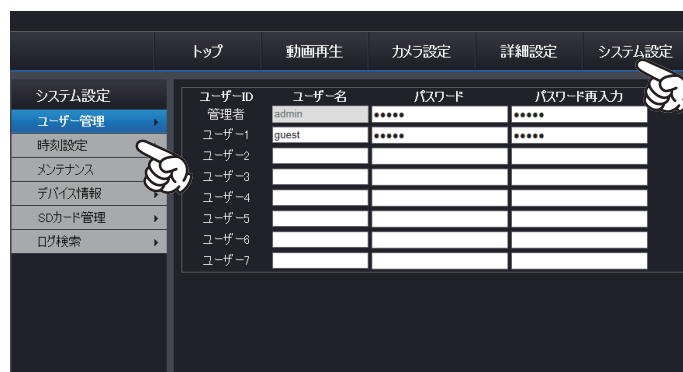 トップ 動画再生 カメラ設定 詳細設定 システム設定
システム設定
ユーザー管理
時刻設定
メンテナンス
デバイス情報
SDカード管理
ログ検索
ユーザーID ユーザー名 パスワード パスワード再入力
管理者 admin ••••• •••••
ユーザー1 guest ••••• •••••
ユーザー2
ユーザー3
ユーザー4
ユーザー5
ユーザー6
ユーザー7